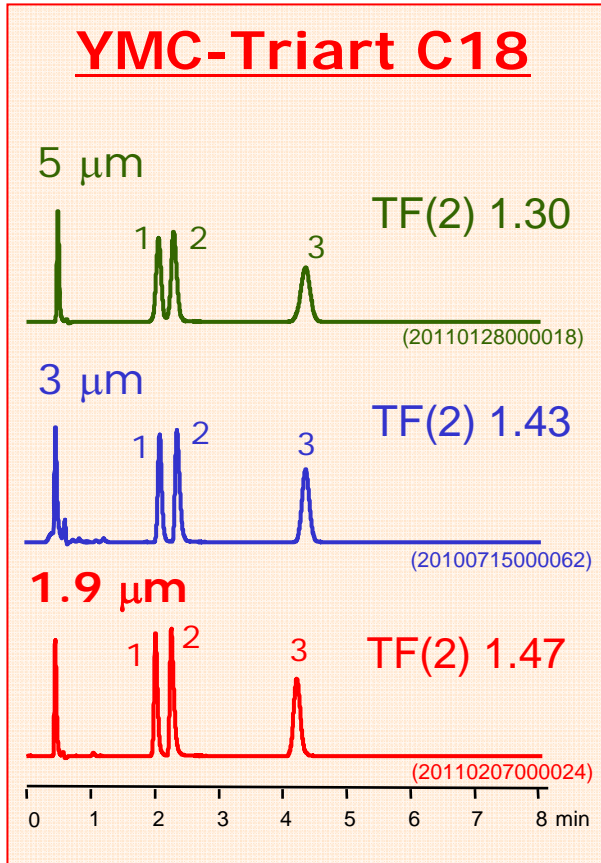 YMC-Triart C18
5 μm
TF(2) 1.30
1 2 3
(20110128000018)
3 μm
TF(2) 1.43
1 2 3
(20100715000062)
1.9 μm
TF(2) 1.47
1 2 3
(20110207000024)
0 1 2 3 4 5 6 7 8 min